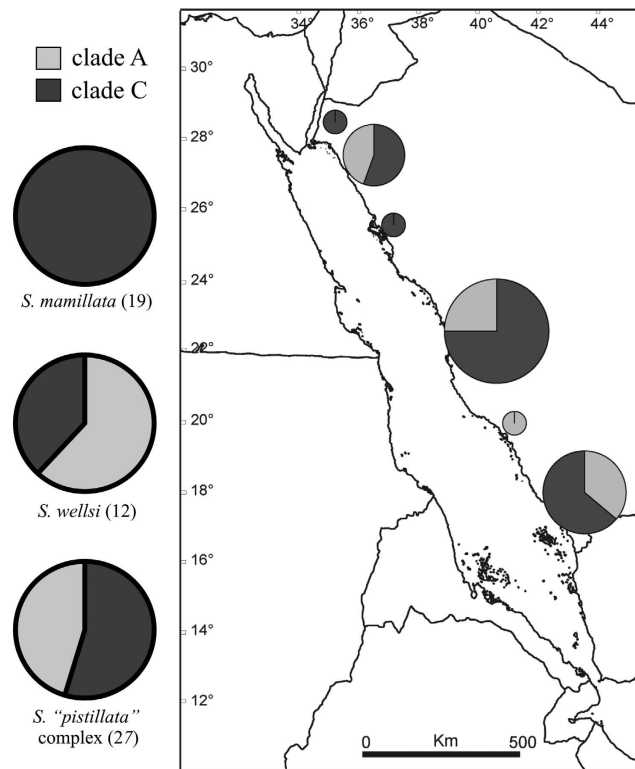 clade A
clade C
S. mamillata (19)
S. wellsi (12)
S. “pistillata”
complex (27)
34° 36° 38° 40° 42° 44°
30°
28°
26°
24°
22°
20°
18°
16°
14°
12°
Km
0 500